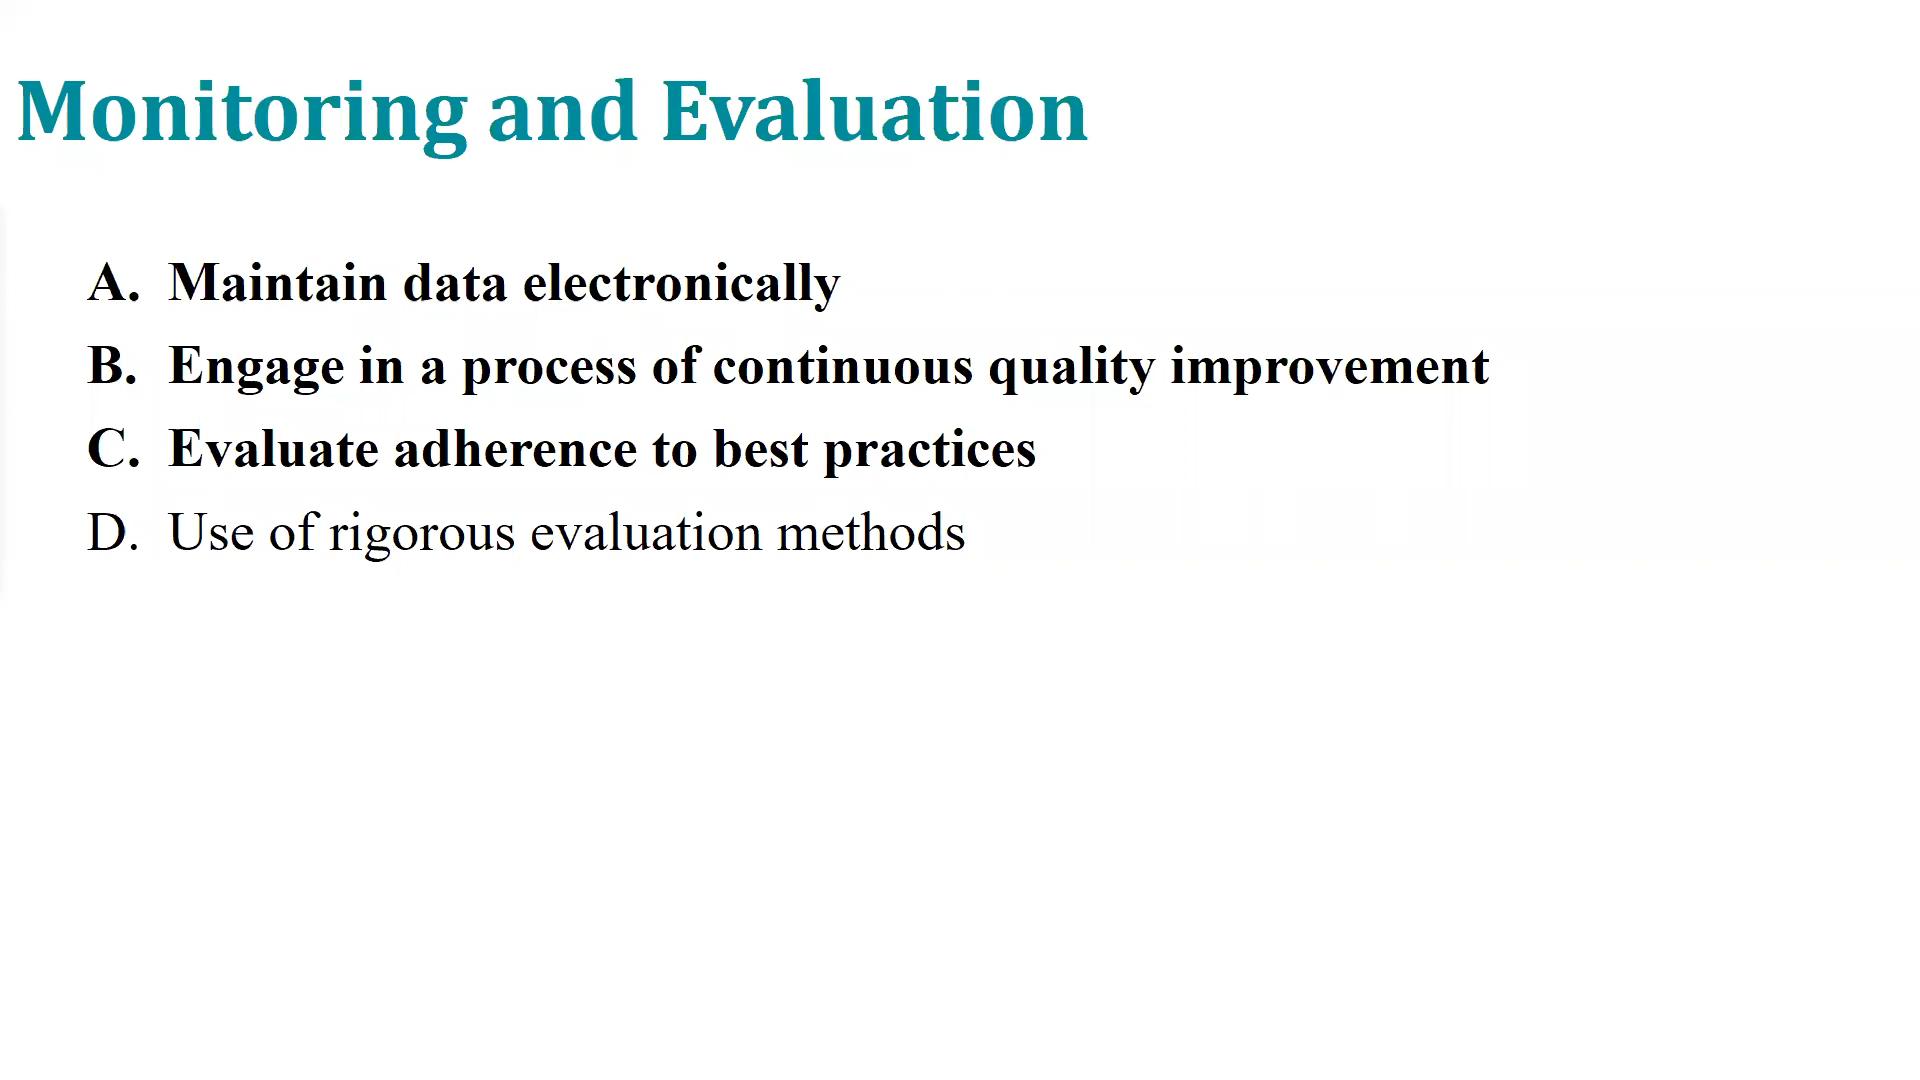 Monitoring and Evaluation
A. Maintain data electronically
B. Engage in a process of continuous quality improvement
C. Evaluate adherence to best practices
D. Use of rigorous evaluation methods